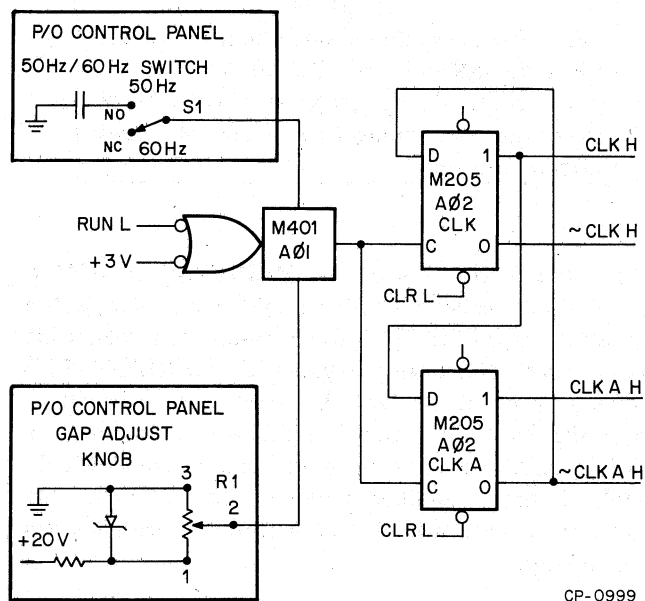 P/O CONTROL PANEL
50Hz/60Hz SWITCH
50Hz
S1
NO
NC
60Hz
RUN L
+3V
M401
AØ1
D 1
M205
AØ2
CLK
C 0
CLR L
CLK H
~CLK H
D 1
M205
AØ2
CLK A
C 0
CLR L
CLK A H
~CLK A H
P/O CONTROL PANEL
GAP ADJUST
KNOB
3
R1
2
+20V
1
CP-0999